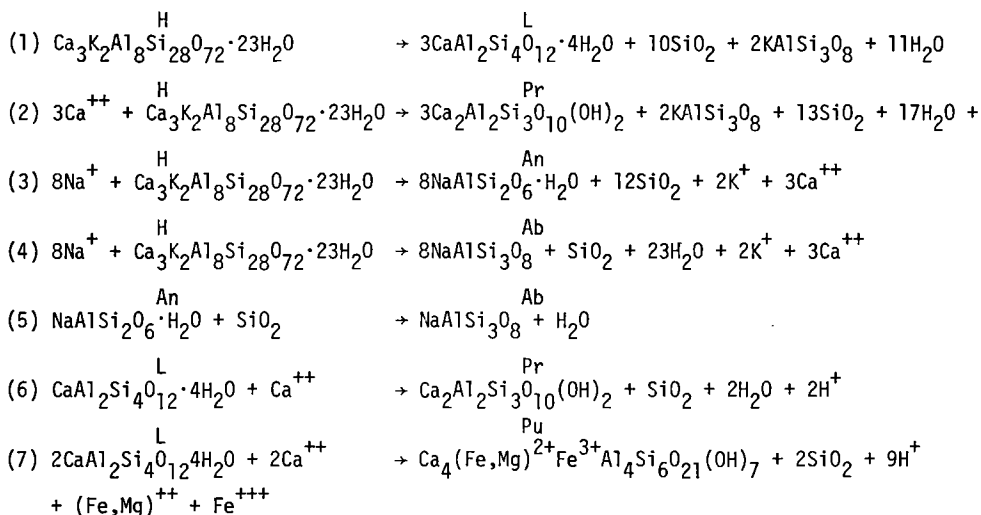 H L
(1) Ca₃K₂Al₈Si₂₈O₇₂·23H₂O → 3CaAl₂Si₄O₁₂·4H₂O + 10SiO₂ + 2KAlSi₃O₈ + 11H₂O
H Pr
(2) 3Ca⁺⁺ + Ca₃K₂Al₈Si₂₈O₇₂·23H₂O → 3Ca₂Al₂Si₃O₁₀(OH)₂ + 2KAlSi₃O₈ + 13SiO₂ + 17H₂O +
H An
(3) 8Na⁺ + Ca₃K₂Al₈Si₂₈O₇₂·23H₂O → 8NaAlSi₂O₆·H₂O + 12SiO₂ + 2K⁺ + 3Ca⁺⁺
H Ab
(4) 8Na⁺ + Ca₃K₂Al₈Si₂₈O₇₂·23H₂O → 8NaAlSi₃O₈ + SiO₂ + 23H₂O + 2K⁺ + 3Ca⁺⁺
An Ab
(5) NaAlSi₂O₆·H₂O + SiO₂ → NaAlSi₃O₈ + H₂O
L Pr
(6) CaAl₂Si₄O₁₂·4H₂O + Ca⁺⁺ → Ca₂Al₂Si₃O₁₀(OH)₂ + SiO₂ + 2H₂O + 2H⁺
L Pu
(7) 2CaAl₂Si₄O₁₂4H₂O + 2Ca⁺⁺ → Ca₄(Fe,Mg)²⁺Fe³⁺Al₄Si₆O₂₁(OH)₇ + 2SiO₂ + 9H⁺
+ (Fe,Mg)⁺⁺ + Fe⁺⁺⁺